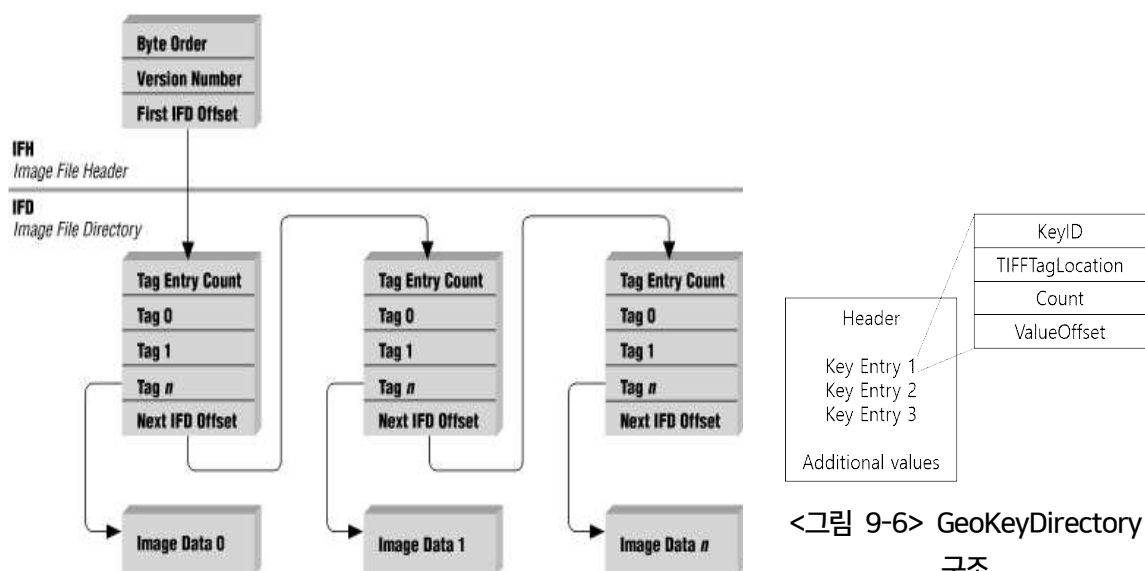 Byte Order
Version Number
First IFD Offset
IFH
Image File Header
IFD
Image File Directory
Tag Entry Count
Tag 0
Tag 1
Tag n
Next IFD Offset
Image Data 0
Tag Entry Count
Tag 0
Tag 1
Tag n
Next IFD Offset
Image Data 1
Tag Entry Count
Tag 0
Tag 1
Tag n
Next IFD Offset
Image Data n
Header
Key Entry 1
Key Entry 2
Key Entry 3
Additional values
KeyID
TIFFTagLocation
Count
ValueOffset
<그림 9-6> GeoKeyDirectory
구조